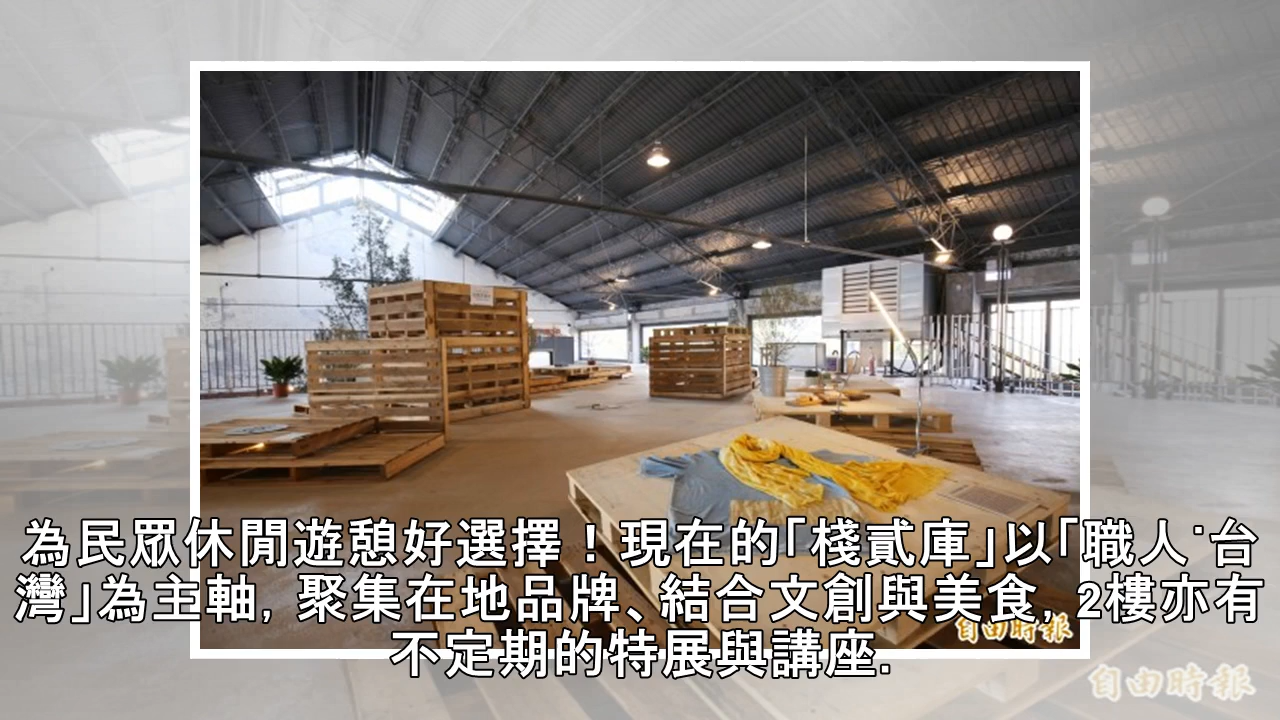 為民眾休閒遊憩好選擇！現在的「棧貳庫」以「職人˙台
灣」為主軸, 聚集在地品牌、結合文創與美食, 2樓亦有
不定期的特展與講座.
自由時報
自由時報